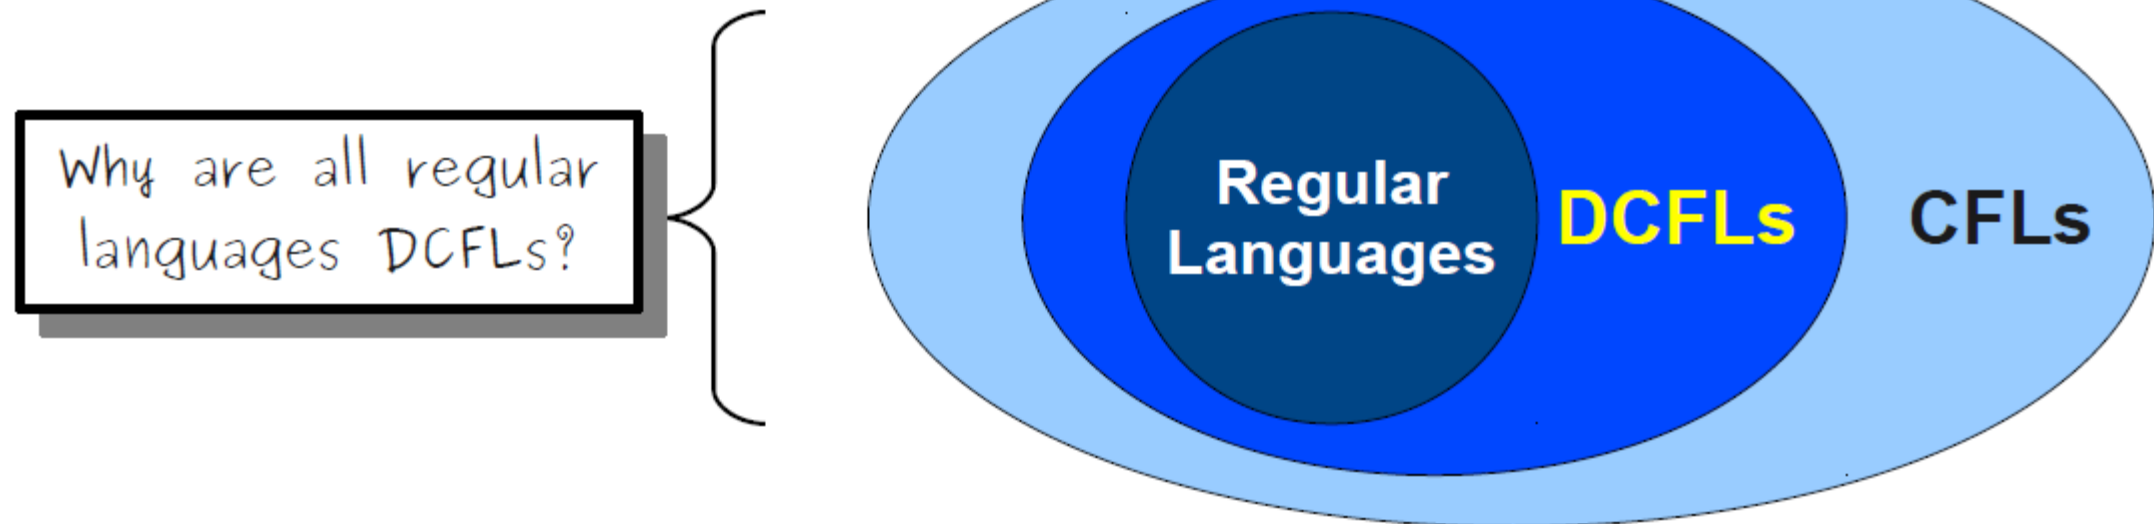 Why are all regular
languages DCFLs?
Regular
Languages
DCFLs
CFLs